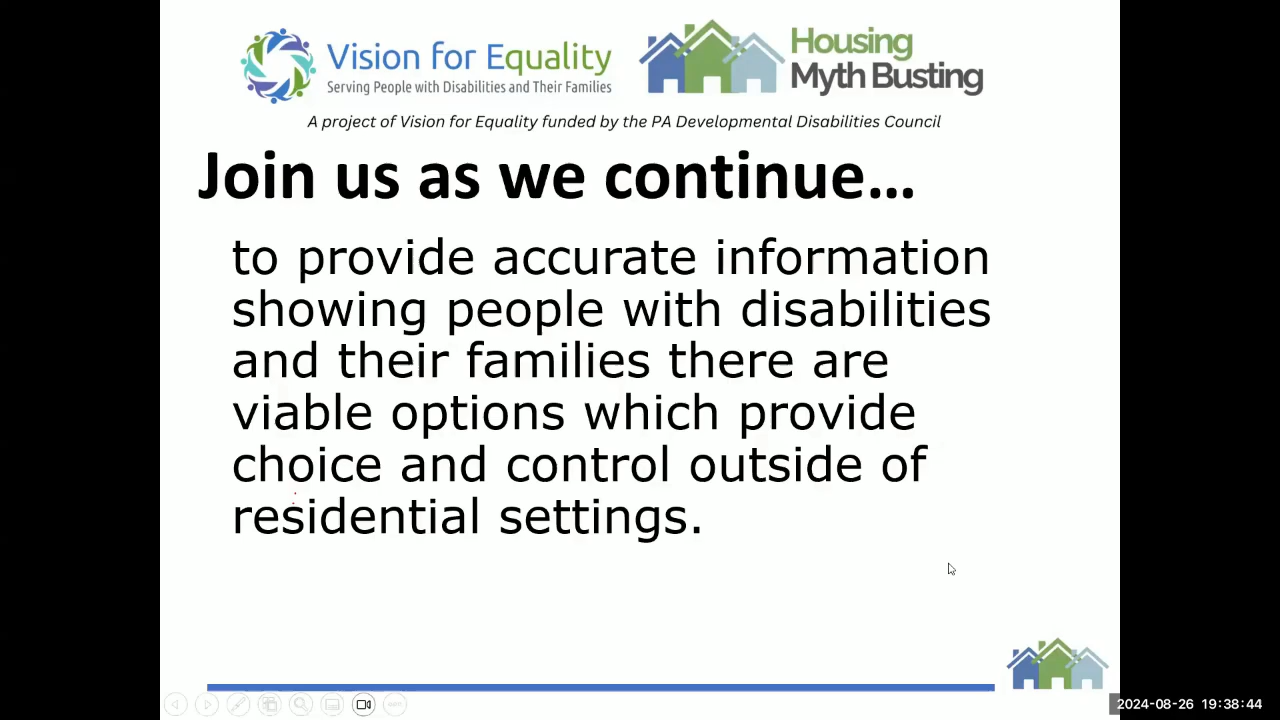 Vision for Equality
Serving People with Disabilities and Their Families
Housing
Myth Busting
A project of Vision for Equality funded by the PA Developmental Disabilities Council
Join us as we continue...
to provide accurate information
showing people with disabilities
and their families there are
viable options which provide
choice and control outside of
residential settings.
2024-08-26 19:38:44